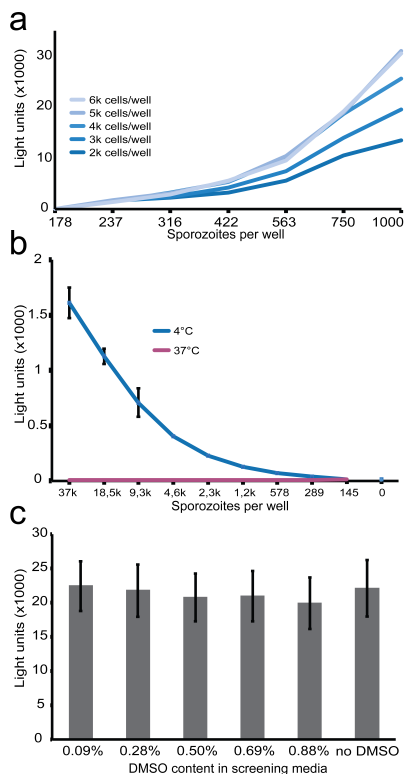 a
Light units (x1000)
30
20
10
0
6k cells/well
5k cells/well
4k cells/well
3k cells/well
2k cells/well
178 237 316 422 563 750 1000
Sporozoites per well
b
Light units (x1000)
2
1.5
1
0.5
0
4°C
37°C
37k 18,5k 9,3k 4,6k 2,3k 1,2k 578 289 145 0
Sporozoites per well
c
Light units (x1000)
30
25
20
15
10
5
0
0.09% 0.28% 0.50% 0.69% 0.88% no DMSO
DMSO content in screening media